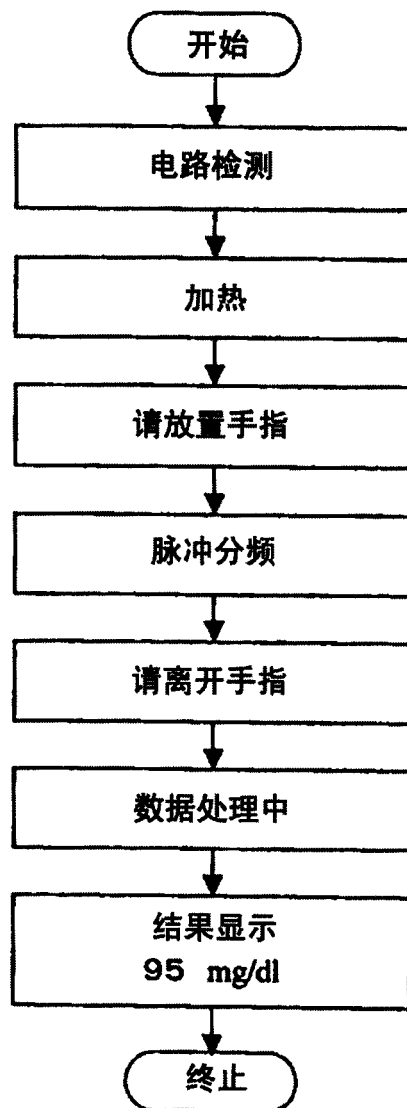 开始
电路检测
加热
请放置手指
脉冲分频
请离开手指
数据处理中
结果显示
95 mg/dl
终止